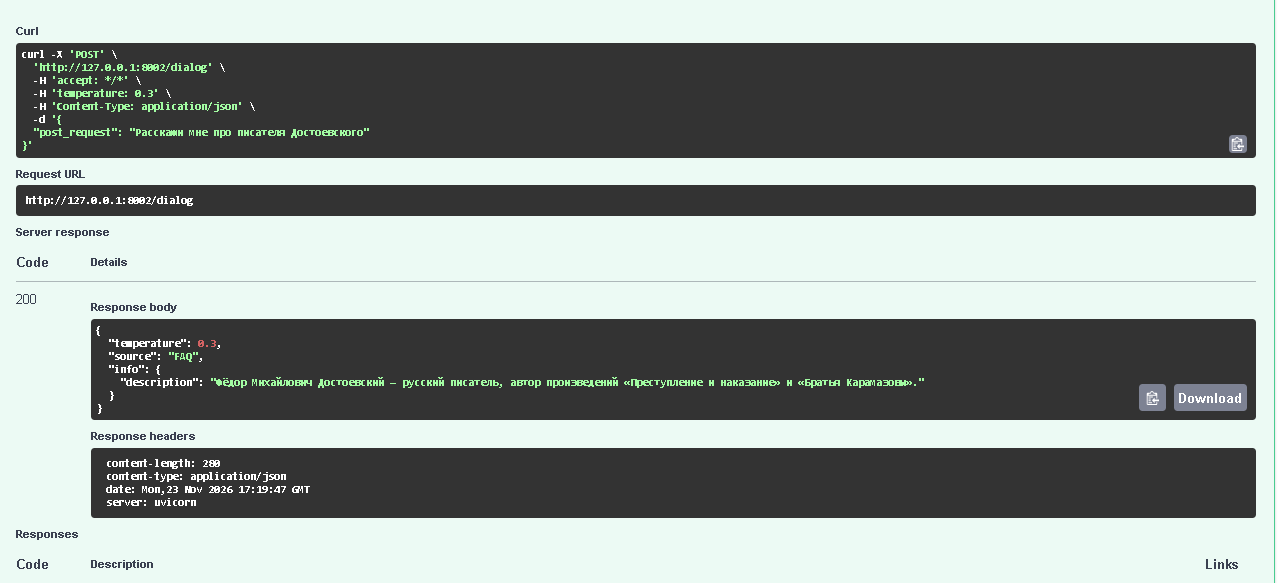 Curl
curl -X 'POST' \
'http://127.0.0.1:8002/dialog' \
-H 'accept: */*' \
-H 'temperature: 0.3' \
-H 'Content-Type: application/json' \
-d '{
"post_request": "Расскажи мне про писателя Достоевского"
}'
Request URL
http://127.0.0.1:8002/dialog
Server response
Code Details
200
Response body
{
"temperature": 0.3,
"source": "FAQ",
"info": {
"description": "Фёдор Михайлович Достоевский — русский писатель, автор произведений «Преступление и наказание» и «Братья Карамазовы»."
}
}
Download
Response headers
content-length: 280
content-type: application/json
date: Mon,23 Nov 2026 17:19:47 GMT
server: uvicorn
Responses
Code Description Links